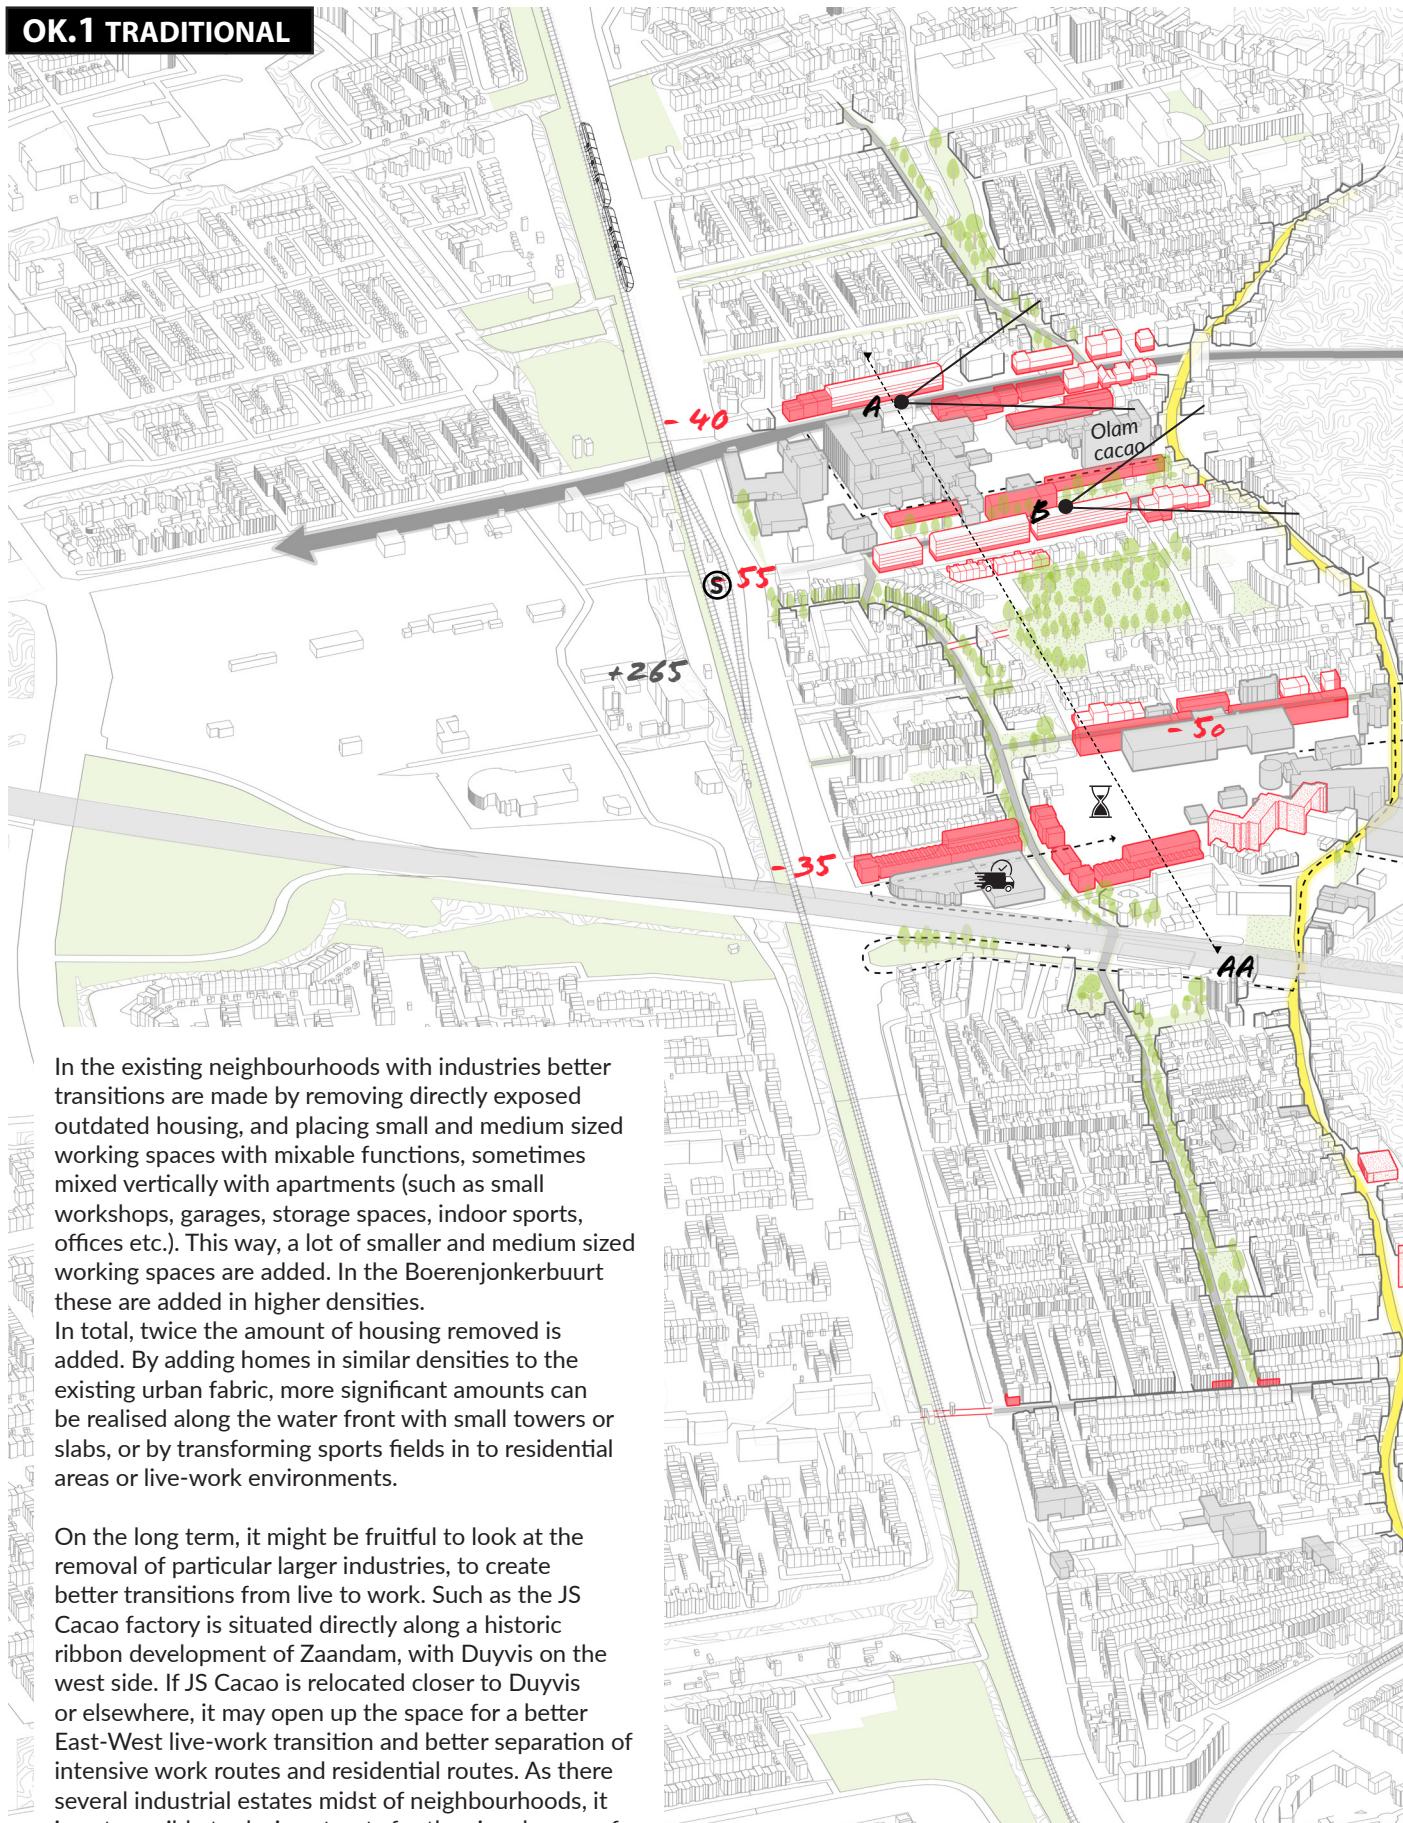 OK.1 TRADITIONAL
- 40
A
Olam
cacao
B
S
- 55
+265
- 50
- 35
AA
In the existing neighbourhoods with industries better
transitions are made by removing directly exposed
outdated housing, and placing small and medium sized
working spaces with mixable functions, sometimes
mixed vertically with apartments (such as small
workshops, garages, storage spaces, indoor sports,
offices etc.). This way, a lot of smaller and medium sized
working spaces are added. In the Boerenjonkerbuurt
these are added in higher densities.
In total, twice the amount of housing removed is
added. By adding homes in similar densities to the
existing urban fabric, more significant amounts can
be realised along the water front with small towers or
slabs, or by transforming sports fields in to residential
areas or live-work environments.
On the long term, it might be fruitful to look at the
removal of particular larger industries, to create
better transitions from live to work. Such as the JS
Cacao factory is situated directly along a historic
ribbon development of Zaandam, with Duyvis on the
west side. If JS Cacao is relocated closer to Duyvis
or elsewhere, it may open up the space for a better
East-West live-work transition and better separation of
intensive work routes and residential routes. As there
several industrial estates midst of neighbourhoods, it